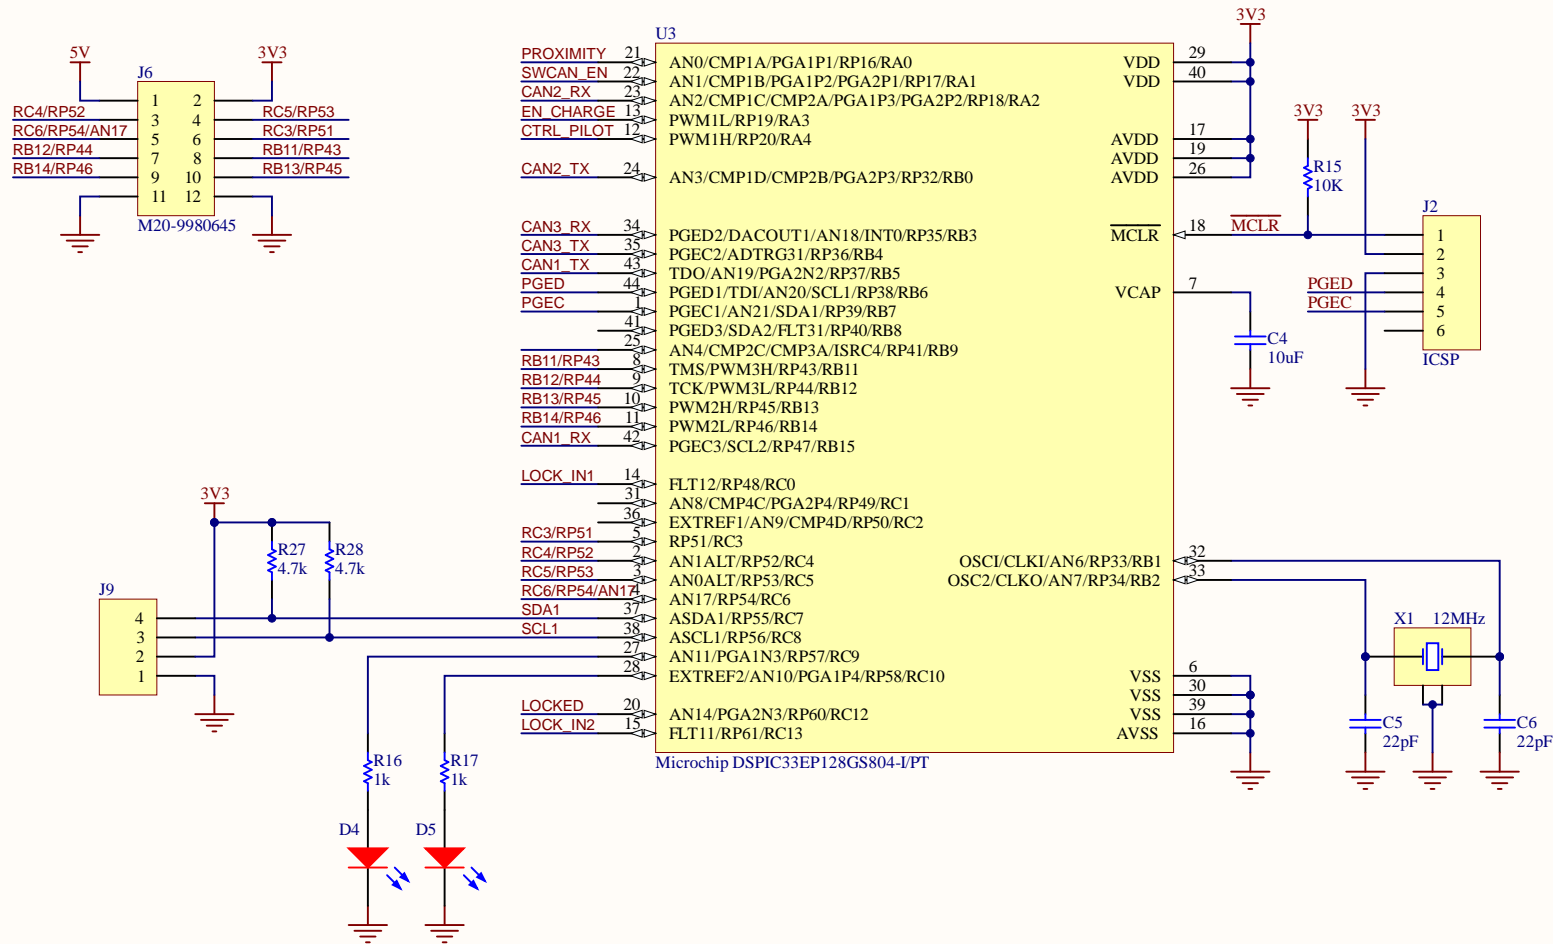 5V
3V3
J6
1 2
RC4/RP52 3 4 RC5/RP53
RC6/RP54/AN17 5 6 RC3/RP51
RB12/RP44 7 8 RB11/RP43
RB14/RP46 9 10 RB13/RP45
11 12
M20-9980645
U3
PROXIMITY 21 AN0/CMP1A/PGA1P1/RP16/RA0
SWCAN_EN 22 AN1/CMP1B/PGA1P2/PGA2P1/RP17/RA1
CAN2_RX 23 AN2/CMP1C/CMP2A/PGA1P3/PGA2P2/RP18/RA2
EN_CHARGE 13 PWM1L/RP19/RA3
CTRL_PILOT 12 PWM1H/RP20/RA4
CAN2_TX 24 AN3/CMP1D/CMP2B/PGA2P3/RP32/RB0
CAN3_RX 34 PGED2/DACOUT1/AN18/INT0/RP35/RB3
CAN3_TX 35 PGEC2/ADTRG31/RP36/RB4
CAN1_TX 43 TDO/AN19/PGA2N2/RP37/RB5
PGED 44 PGED1/TDI/AN20/SCL1/RP38/RB6
PGEC 1 PGEC1/AN21/SDA1/RP39/RB7
41 PGED3/SDA2/FLT31/RP40/RB8
25 AN4/CMP2C/CMP3A/ISRC4/RP41/RB9
RB11/RP43 8 TMS/PWM3H/RP43/RB11
RB12/RP44 9 TCK/PWM3L/RP44/RB12
RB13/RP45 10 PWM2H/RP45/RB13
RB14/RP46 11 PWM2L/RP46/RB14
CAN1_RX 42 PGEC3/SCL2/RP47/RB15
LOCK_IN1 14 FLT12/RP48/RC0
31 AN8/CMP4C/PGA2P4/RP49/RC1
36 EXTREF1/AN9/CMP4D/RP50/RC2
RC3/RP51 5 RP51/RC3
RC4/RP52 2 AN1ALT/RP52/RC4
RC5/RP53 3 AN0ALT/RP53/RC5
RC6/RP54/AN17 4 AN17/RP54/RC6
SDA1 37 ASDA1/RP55/RC7
SCL1 38 ASCL1/RP56/RC8
27 AN11/PGA1N3/RP57/RC9
28 EXTREF2/AN10/PGA1P4/RP58/RC10
LOCKED 20 AN14/PGA2N3/RP60/RC12
LOCK_IN2 15 FLT11/RP61/RC13
Microchip DSPIC33EP128GS804-I/PT
3V3
VDD 29
VDD 40
AVDD 17
AVDD 19
AVDD 26
MCLR 18 MCLR
VCAP 7
C4
10uF
OSCI/CLKI/AN6/RP33/RB1 32
OSC2/CLKO/AN7/RP34/RB2 33
VSS 6
VSS 30
VSS 39
AVSS 16
3V3
3V3
R15
10K
J2
1
2
3
PGED 4
PGEC 5
6
ICSP
X1 12MHz
C5
22pF
C6
22pF
3V3
R27
4.7k
R28
4.7k
J9
4
3
2
1
R16
1k
R17
1k
D4
D5